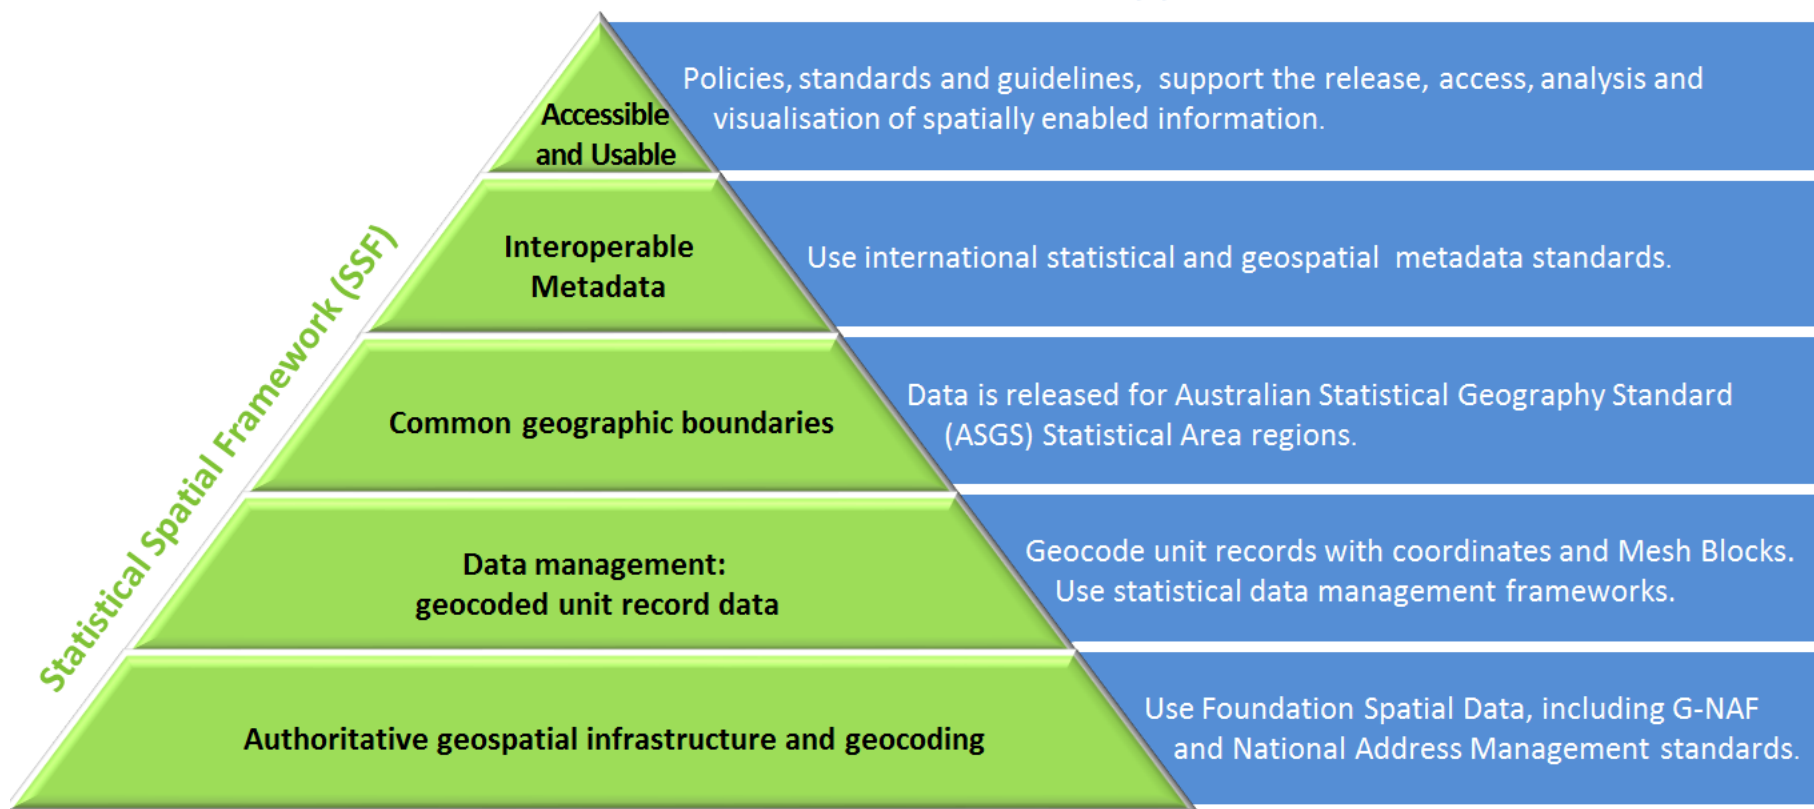 Accessible
and Usable
Policies, standards and guidelines, support the release, access, analysis and
visualisation of spatially enabled information.
Interoperable
Metadata
Use international statistical and geospatial metadata standards.
Statistical Spatial Framework (SSF)
Common geographic boundaries
Data is released for Australian Statistical Geography Standard
(ASGS) Statistical Area regions.
Data management:
geocoded unit record data
Geocode unit records with coordinates and Mesh Blocks.
Use statistical data management frameworks.
Authoritative geospatial infrastructure and geocoding
Use Foundation Spatial Data, including G-NAF
and National Address Management standards.